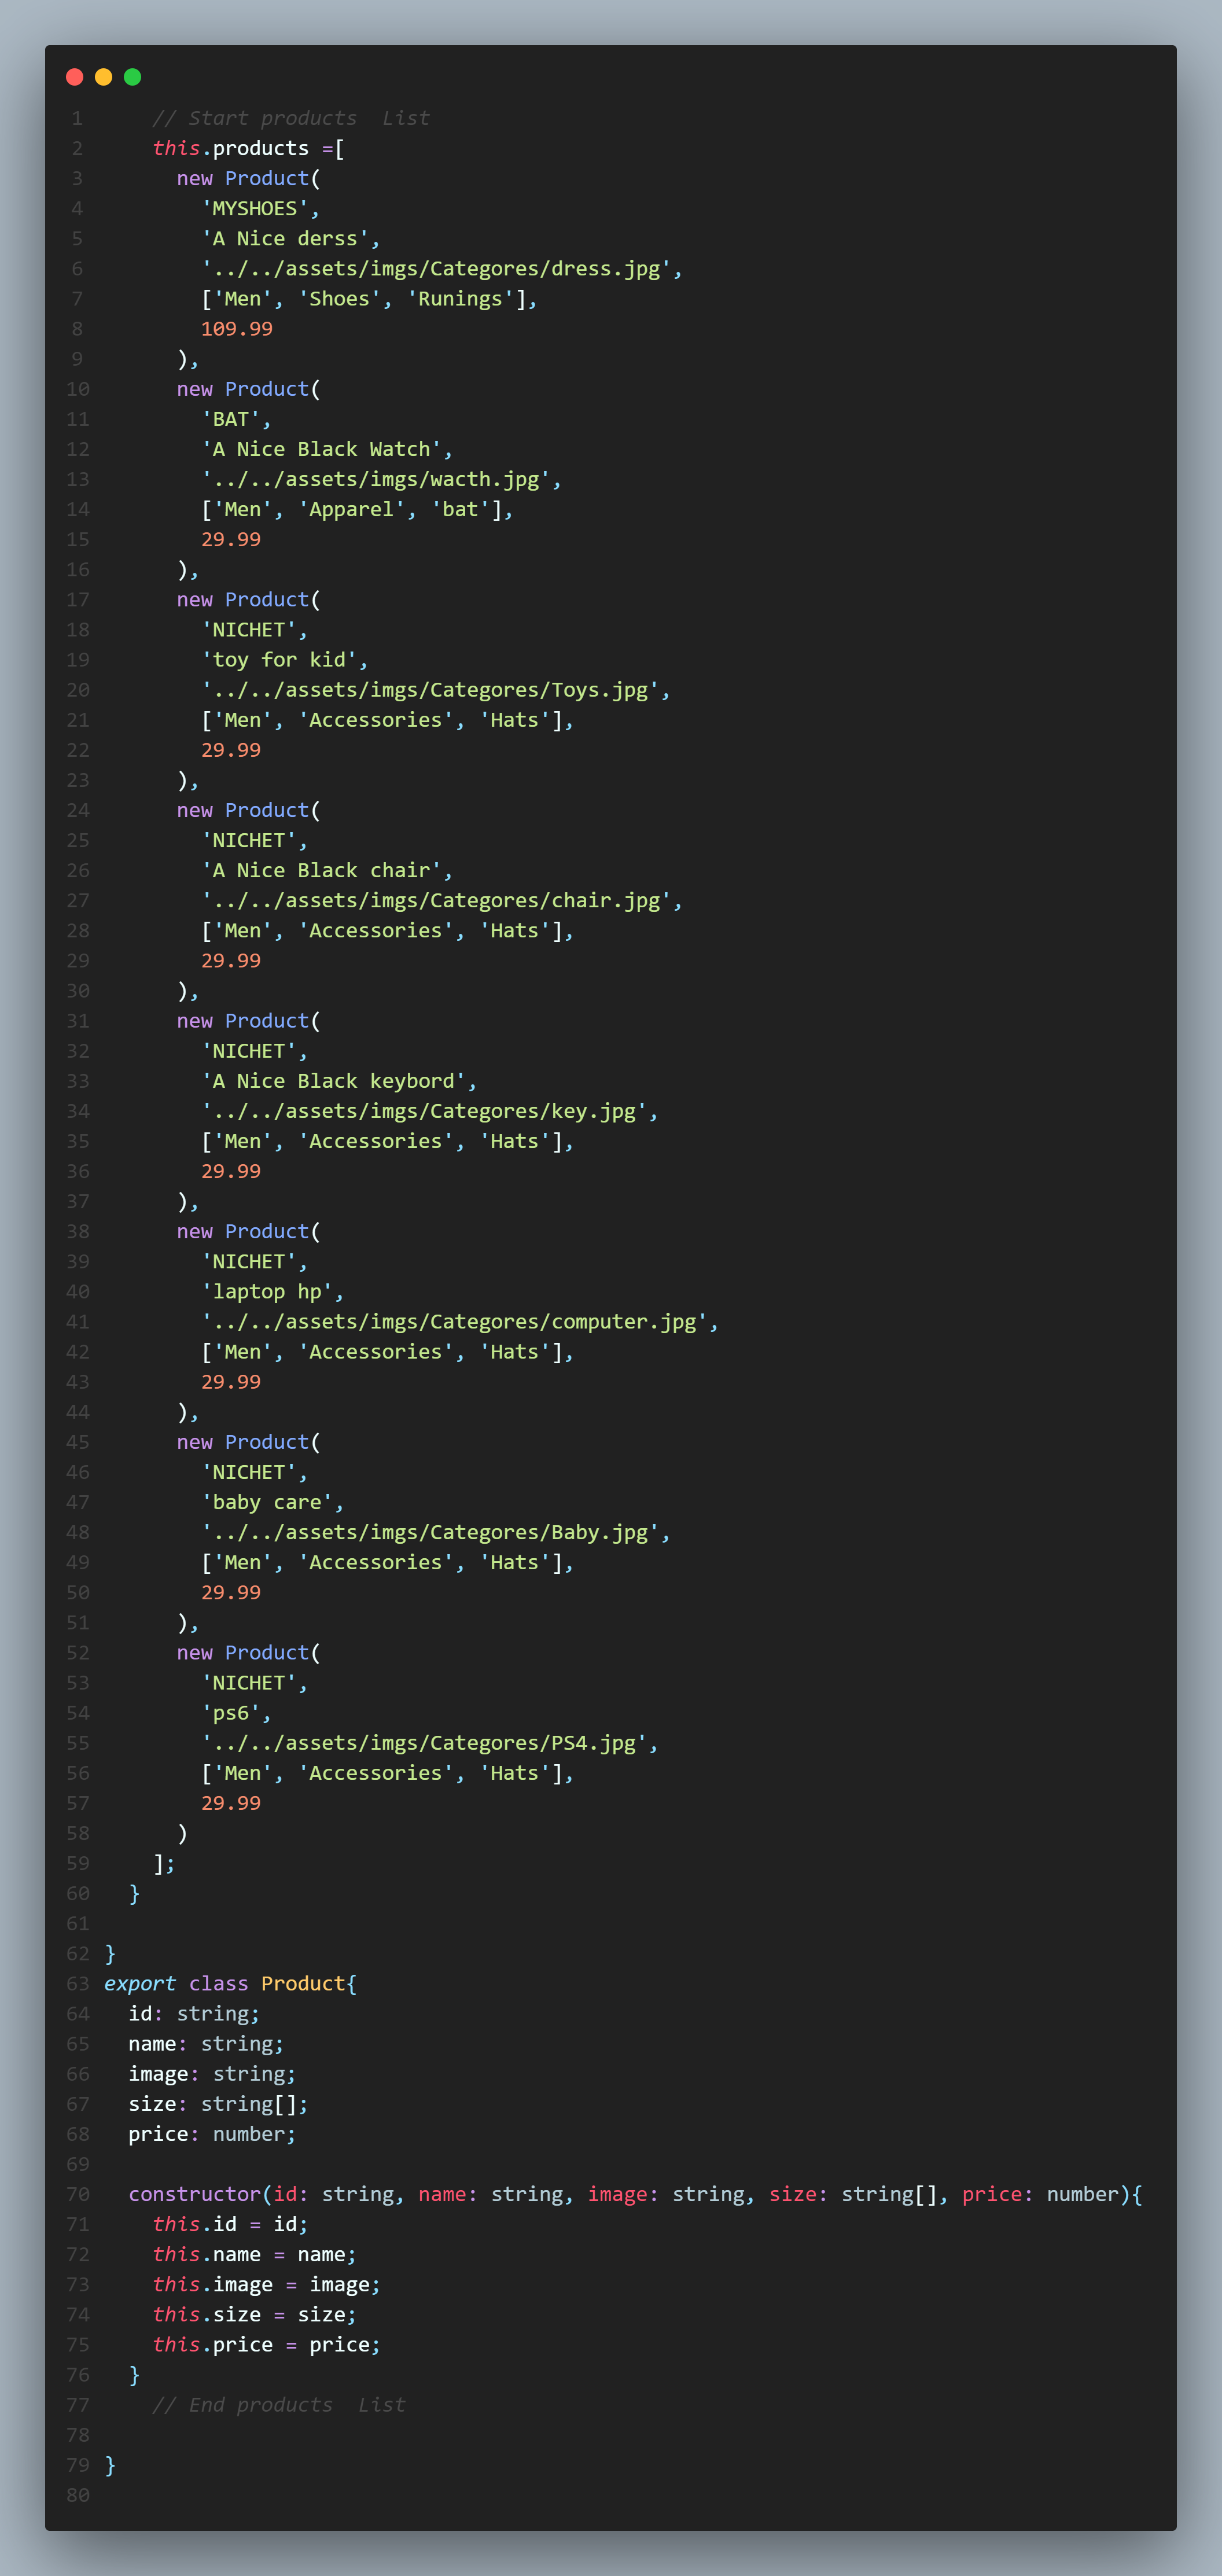 1     // Start products  List
2     this.products =[
3       new Product(
4         'MYSHOES',
5         'A Nice derss',
6         '../../assets/imgs/Categores/dress.jpg',
7         ['Men', 'Shoes', 'Runings'],
8         109.99
9       ),
10       new Product(
11         'BAT',
12         'A Nice Black Watch',
13         '../../assets/imgs/wacth.jpg',
14         ['Men', 'Apparel', 'bat'],
15         29.99
16       ),
17       new Product(
18         'NICHET',
19         'toy for kid',
20         '../../assets/imgs/Categores/Toys.jpg',
21         ['Men', 'Accessories', 'Hats'],
22         29.99
23       ),
24       new Product(
25         'NICHET',
26         'A Nice Black chair',
27         '../../assets/imgs/Categores/chair.jpg',
28         ['Men', 'Accessories', 'Hats'],
29         29.99
30       ),
31       new Product(
32         'NICHET',
33         'A Nice Black keybord',
34         '../../assets/imgs/Categores/key.jpg',
35         ['Men', 'Accessories', 'Hats'],
36         29.99
37       ),
38       new Product(
39         'NICHET',
40         'laptop hp',
41         '../../assets/imgs/Categores/computer.jpg',
42         ['Men', 'Accessories', 'Hats'],
43         29.99
44       ),
45       new Product(
46         'NICHET',
47         'baby care',
48         '../../assets/imgs/Categores/Baby.jpg',
49         ['Men', 'Accessories', 'Hats'],
50         29.99
51       ),
52       new Product(
53         'NICHET',
54         'ps6',
55         '../../assets/imgs/Categores/PS4.jpg',
56         ['Men', 'Accessories', 'Hats'],
57         29.99
58       )
59     ];
60   }
61
62 }
63 export class Product{
64   id: string;
65   name: string;
66   image: string;
67   size: string[];
68   price: number;
69
70   constructor(id: string, name: string, image: string, size: string[], price: number){
71     this.id = id;
72     this.name = name;
73     this.image = image;
74     this.size = size;
75     this.price = price;
76   }
77     // End products  List
78
79 }
80